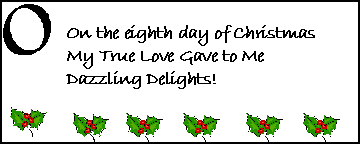 O
On the eighth day of Christmas
My True Love Gave to Me
Dazzling Delights!